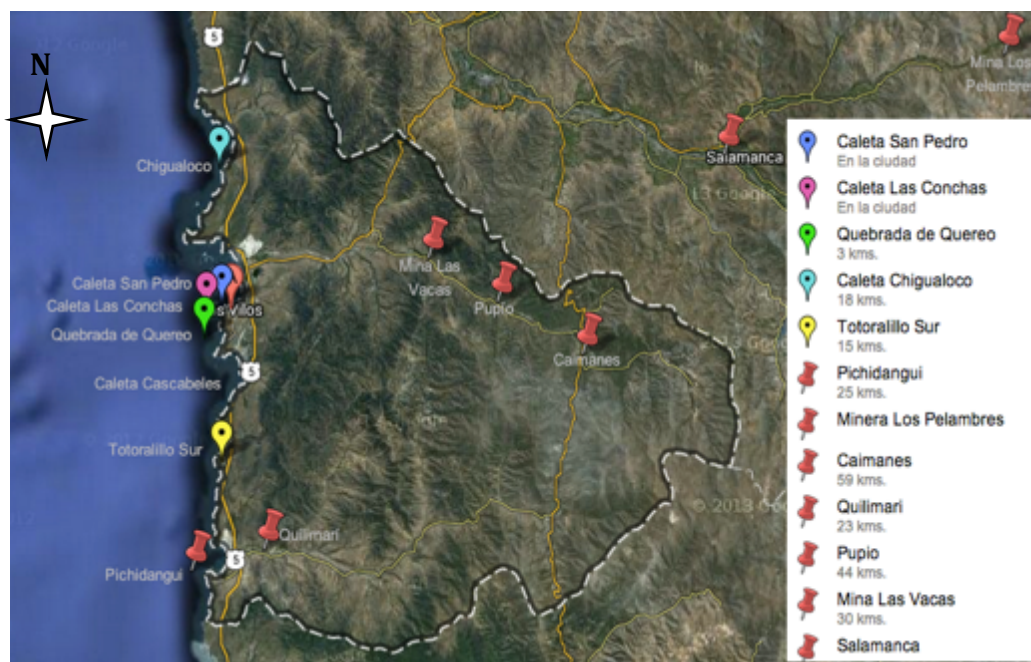 N
5
Chigualoco
Caleta San Pedro
Caleta Las Conchas
Quebrada de Quereo
Caleta Cascabeles
5
Totoralillo Sur
Quilimarí
Pichidangui
5
Mina Las
Vacas
Pupío
Caimanes
Salamanca
Mina Los
Pelambres
© 2013 Goo
Caleta San Pedro
En la ciudad
Caleta Las Conchas
En la ciudad
Quebrada de Quereo
3 kms.
Caleta Chigualoco
18 kms.
Totoralillo Sur
15 kms.
Pichidangui
25 kms.
Minera Los Pelambres
Caimanes
59 kms.
Quilimarí
23 kms.
Pupio
44 kms.
Mina Las Vacas
30 kms.
Salamanca